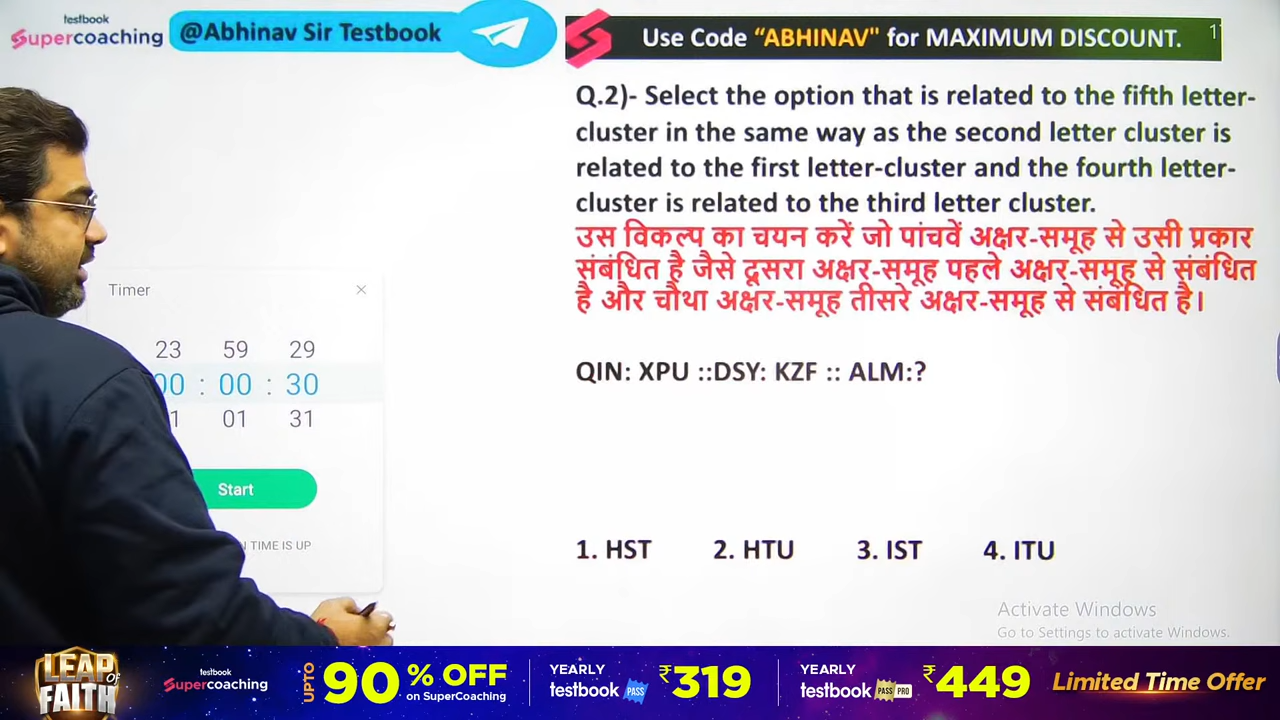 testbook
Supercoaching
@Abhinav Sir Testbook
Use Code “ABHINAV" for MAXIMUM DISCOUNT.
Q.2)- Select the option that is related to the fifth letter-
cluster in the same way as the second letter cluster is
related to the first letter-cluster and the fourth letter-
cluster is related to the third letter cluster.
उस विकल्प का चयन करें जो पांचवें अक्षर-समूह से उसी प्रकार
संबंधित है जैसे दूसरा अक्षर-समूह पहले अक्षर-समूह से संबंधित
है और चौथा अक्षर-समूह तीसरे अक्षर-समूह से संबंधित है।
Timer
23 59 29
00 : 00 : 30
01 31
Start
TIME IS UP
QIN: XPU ::DSY: KZF :: ALM:?
1. HST 2. HTU 3. IST 4. ITU
Activate Windows
Go to Settings to activate Windows.
LEAP OF FAITH
testbook
Supercoaching
UPTO 90 % OFF
on SuperCoaching
YEARLY
testbook PASS
₹319
YEARLY
testbook PASS PRO
₹449
Limited Time Offer